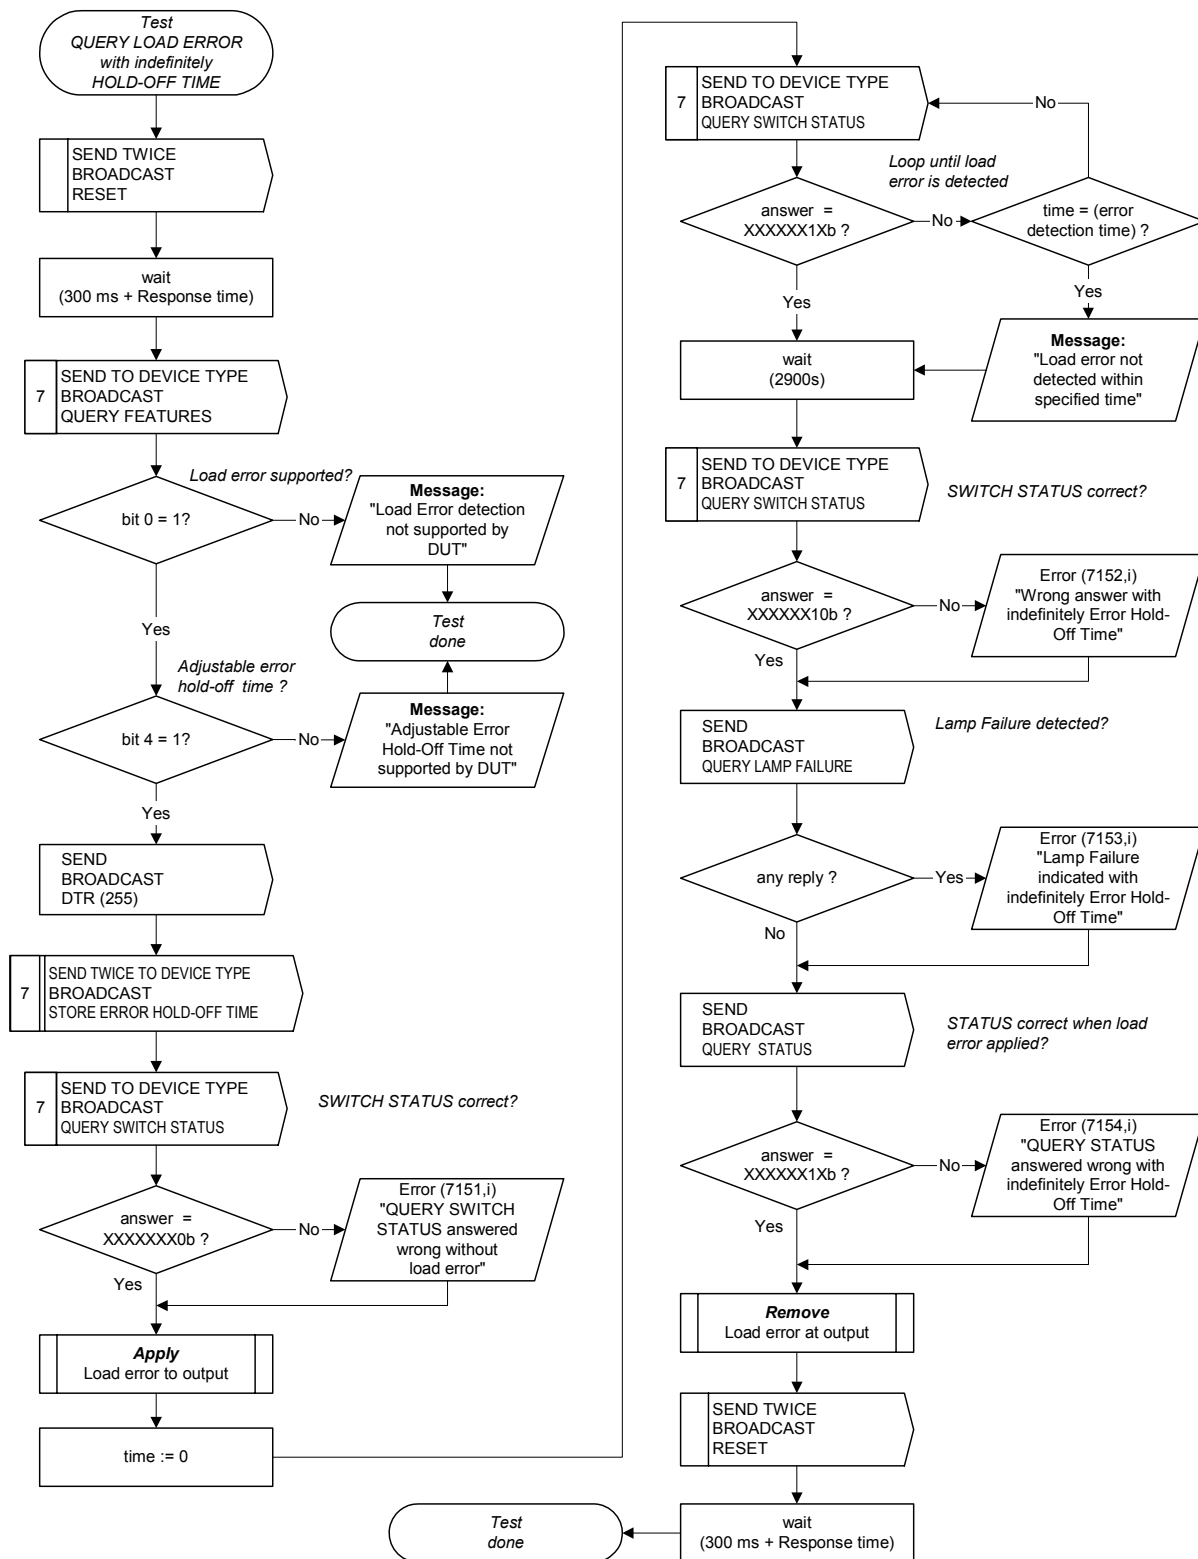 Test
QUERY LOAD ERROR
with indefinitely
HOLD-OFF TIME
SEND TWICE
BROADCAST
RESET
wait
(300 ms + Response time)
7
SEND TO DEVICE TYPE
BROADCAST
QUERY FEATURES
Load error supported?
bit 0 = 1?
No
Message:
"Load Error detection
not supported by
DUT"
Test
done
Yes
Adjustable error
hold-off time ?
bit 4 = 1?
No
Message:
"Adjustable Error
Hold-Off Time not
supported by DUT"
Yes
SEND
BROADCAST
DTR (255)
7
SEND TWICE TO DEVICE TYPE
BROADCAST
STORE ERROR HOLD-OFF TIME
7
SEND TO DEVICE TYPE
BROADCAST
QUERY SWITCH STATUS
SWITCH STATUS correct?
answer =
XXXXXXX0b ?
No
Error (7151,i)
"QUERY SWITCH
STATUS answered
wrong without
load error"
Yes
Apply
Load error to output
time := 0
7
SEND TO DEVICE TYPE
BROADCAST
QUERY SWITCH STATUS
No
Loop until load
error is detected
answer =
XXXXXX1Xb ?
No
time = (error
detection time) ?
Yes
Yes
Message:
"Load error not
detected within
specified time"
wait
(2900s)
7
SEND TO DEVICE TYPE
BROADCAST
QUERY SWITCH STATUS
SWITCH STATUS correct?
answer =
XXXXXX10b ?
No
Error (7152,i)
"Wrong answer with
indefinitely Error Hold-
Off Time"
Yes
SEND
BROADCAST
QUERY LAMP FAILURE
Lamp Failure detected?
any reply ?
Yes
Error (7153,i)
"Lamp Failure
indicated with
indefinitely Error Hold-
Off Time"
No
SEND
BROADCAST
QUERY STATUS
STATUS correct when load
error applied?
answer =
XXXXXX1Xb ?
No
Error (7154,i)
"QUERY STATUS
answered wrong with
indefinitely Error Hold-
Off Time"
Yes
Remove
Load error at output
SEND TWICE
BROADCAST
RESET
wait
(300 ms + Response time)
Test
done